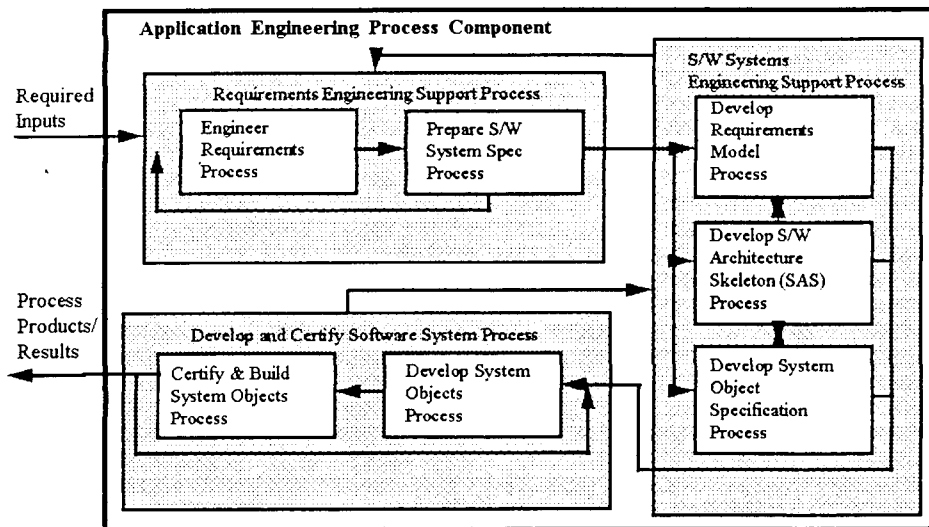 Application Engineering Process Component
Required
Inputs
Requirements Engineering Support Process
Engineer
Requirements
Process
Prepare S/W
System Spec
Process
S/W Systems
Engineering Support Process
Develop
Requirements
Model
Process
Develop S/W
Architecture
Skeleton (SAS)
Process
Develop System
Object
Specification
Process
Process
Products/
Results
Develop and Certify Software System Process
Certify & Build
System Objects
Process
Develop System
Objects
Process